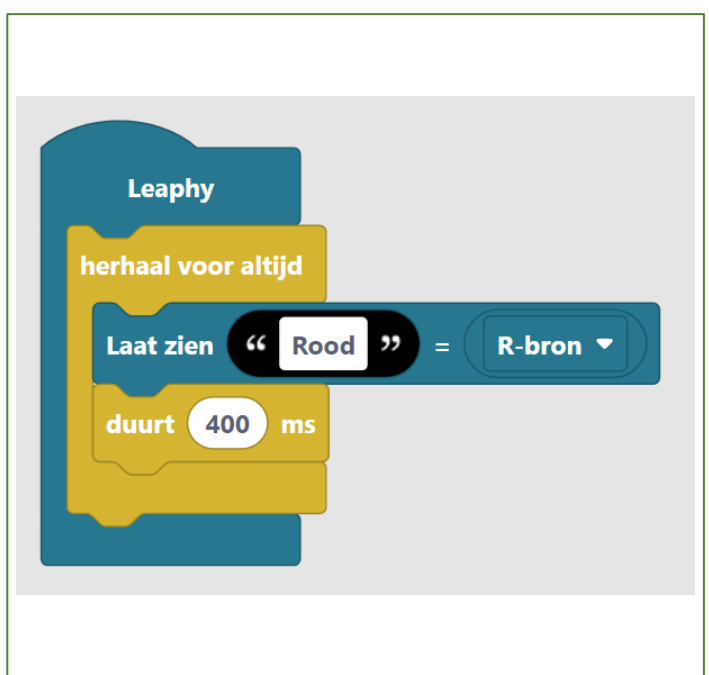 Leaphy
herhaal voor altijd
Laat zien “ Rood ” = R-bron
duurt 400 ms